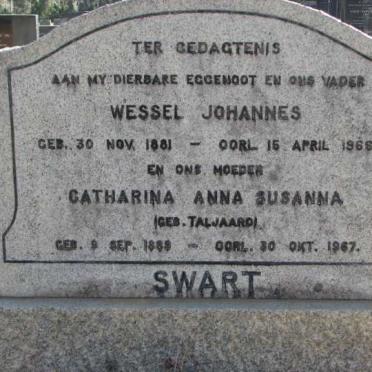 TER GEDAGTENIS
AAN MY DIERBARE EGGENOOT EN ONS VADER
WESSEL JOHANNES
GEB. 30 NOV. 1881 – OORL. 15 APRIL 1966
EN ONS MOEDER
CATHARINA ANNA SUSANNA
(GEB. TALJAARD)
GEB. 9 SEP. 1889 – OORL. 30 OKT. 1967.
SWART